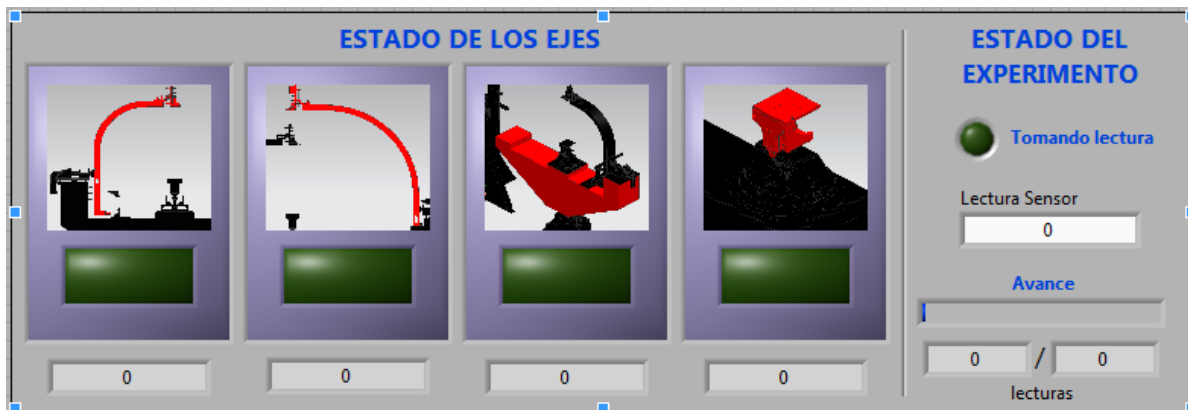 ESTADO DE LOS EJES
0
0
0
0
ESTADO DEL
EXPERIMENTO
Tomando lectura
Lectura Sensor
0
Avance
0 / 0
lecturas